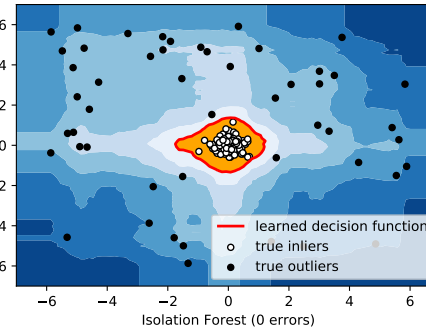 6
4
2
0
2
4
6
learned decision function
true inliers
true outliers
−6 −4 −2 0 2 4 6
Isolation Forest (0 errors)